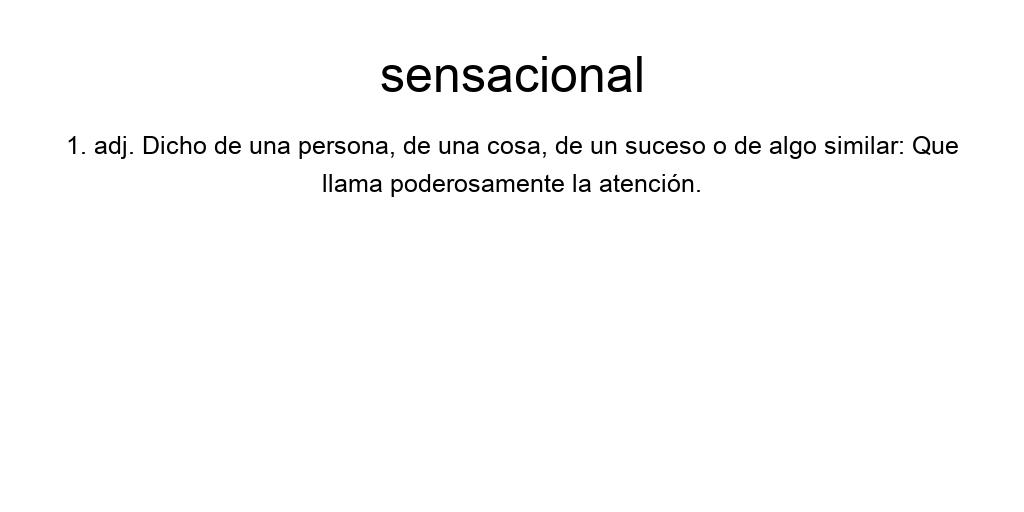 sensacional
1. adj. Dicho de una persona, de una cosa, de un suceso o de algo similar: Que
llama poderosamente la atención.